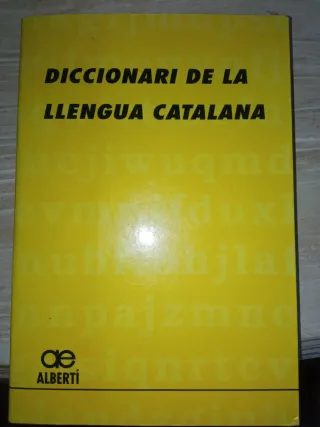 DICCIONARI DE LA
LLENGUA CATALANA
ae
ALBERTÍ